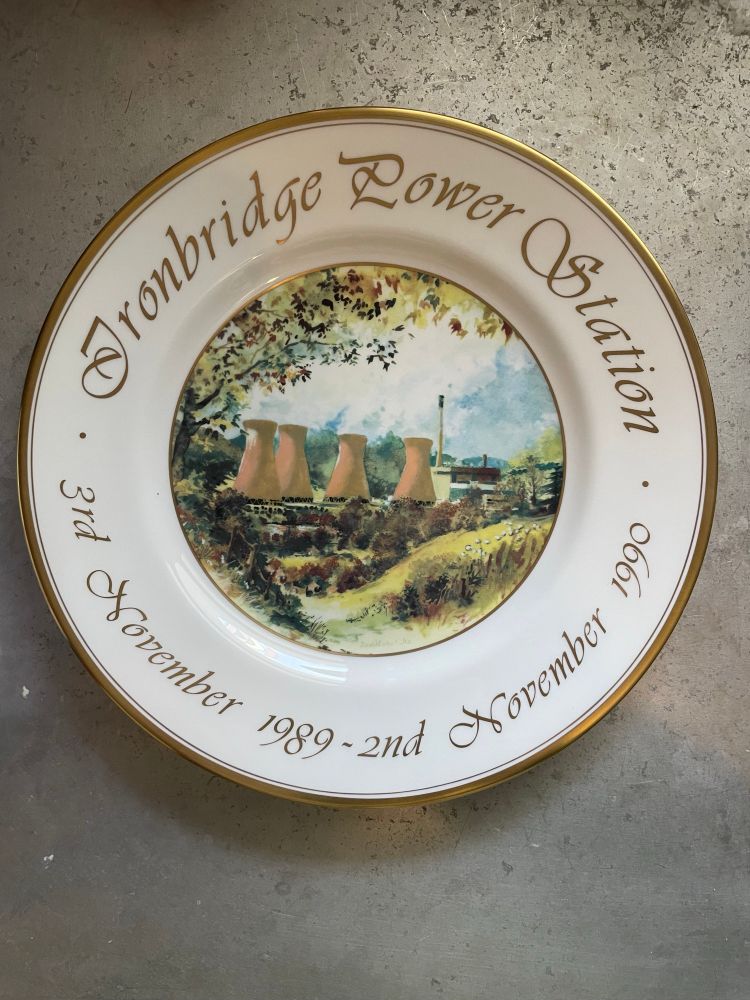 Ironbridge Power Station
3rd November 1989 - 2nd November 1990